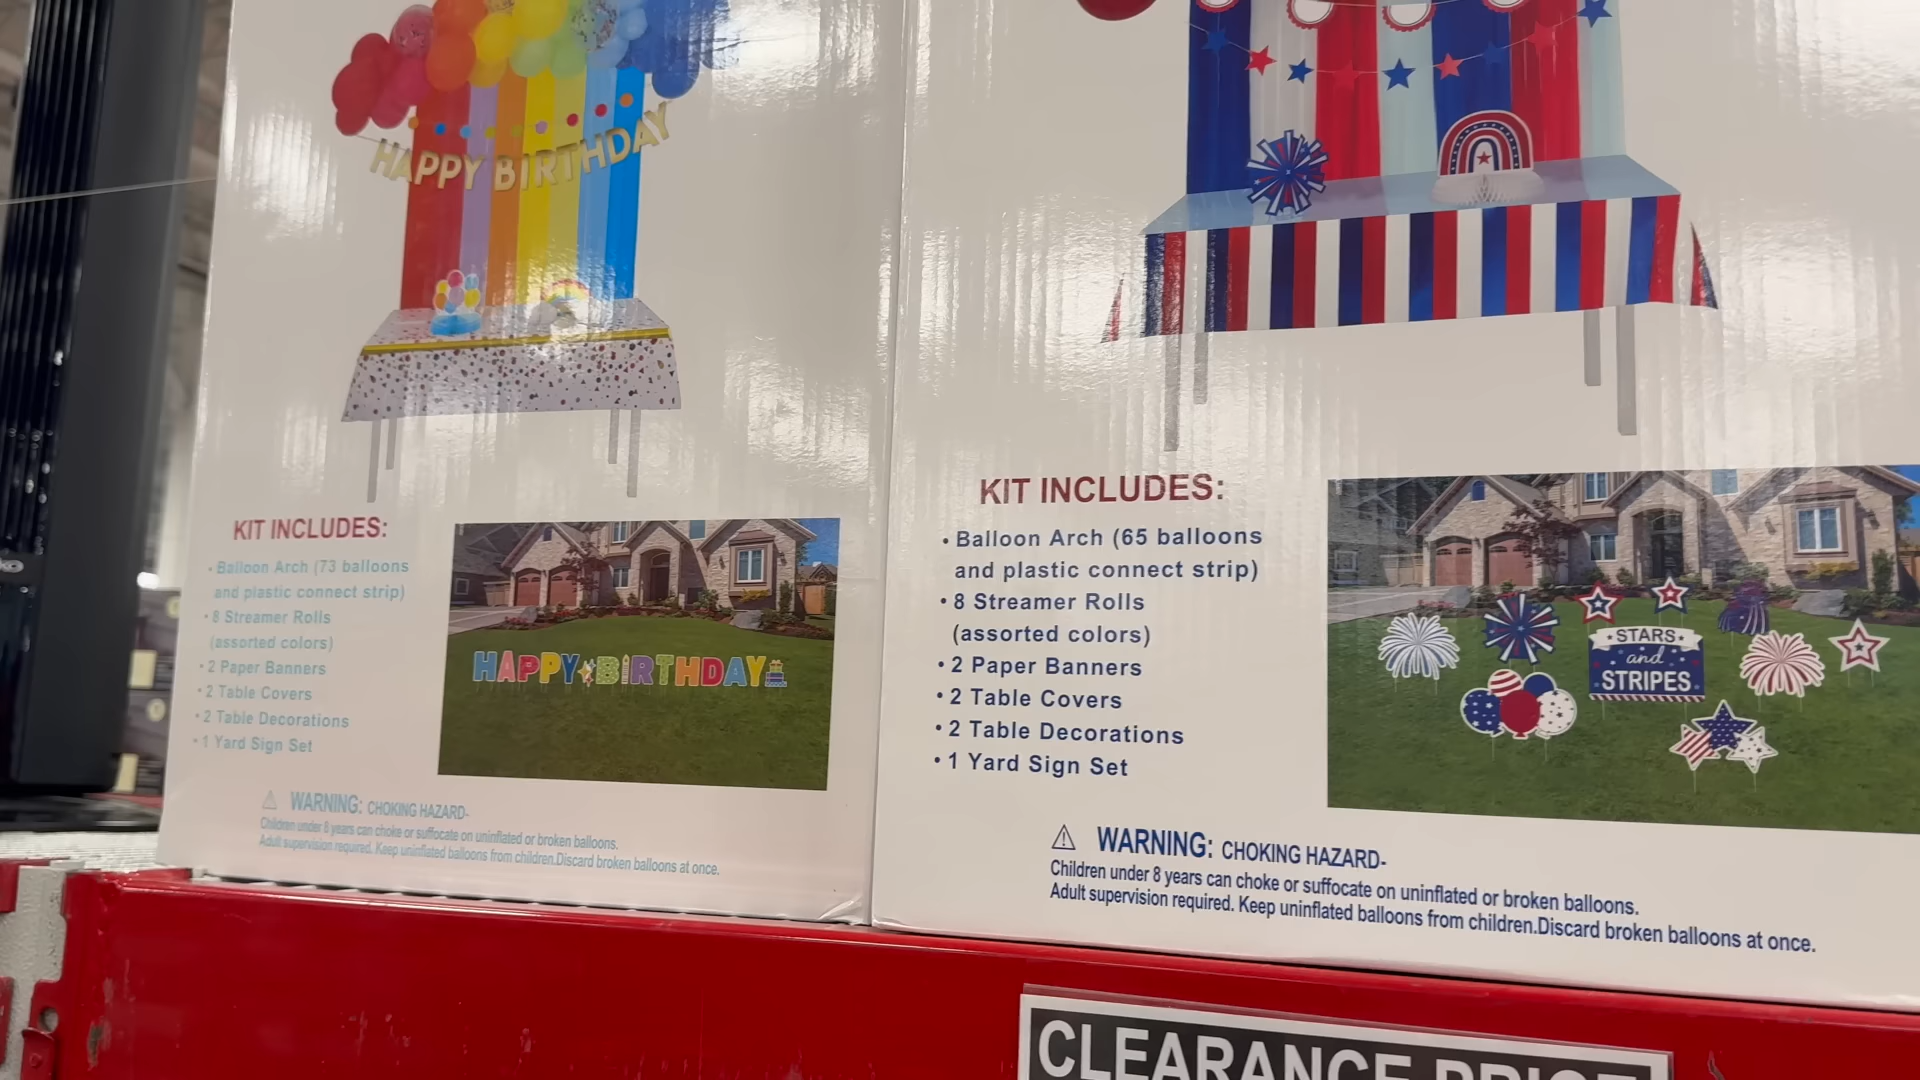 HAPPY BIRTHDAY
KIT INCLUDES:
• Balloon Arch (73 balloons
and plastic connect strip)
• 8 Streamer Rolls
(assorted colors)
• 2 Paper Banners
• 2 Table Covers
• 2 Table Decorations
• 1 Yard Sign Set
HAPPY BIRTHDAY
WARNING: CHOKING HAZARD-
Children under 8 years can choke or suffocate on uninflated or broken balloons.
Adult supervision required. Keep uninflated balloons from children.Discard broken balloons at once.
KIT INCLUDES:
• Balloon Arch (65 balloons
and plastic connect strip)
• 8 Streamer Rolls
(assorted colors)
• 2 Paper Banners
• 2 Table Covers
• 2 Table Decorations
• 1 Yard Sign Set
STARS
and
STRIPES
WARNING: CHOKING HAZARD-
Children under 8 years can choke or suffocate on uninflated or broken balloons.
Adult supervision required. Keep uninflated balloons from children.Discard broken balloons at once.
CLEARANCE PRICE